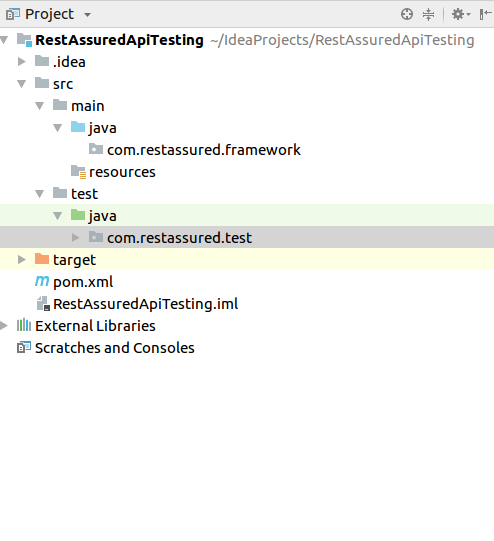 Project
RestAssuredApiTesting ~/IdeaProjects/RestAssuredApiTesting
.idea
src
main
java
com.restassured.framework
resources
test
java
com.restassured.test
target
pom.xml
RestAssuredApiTesting.iml
External Libraries
Scratches and Consoles